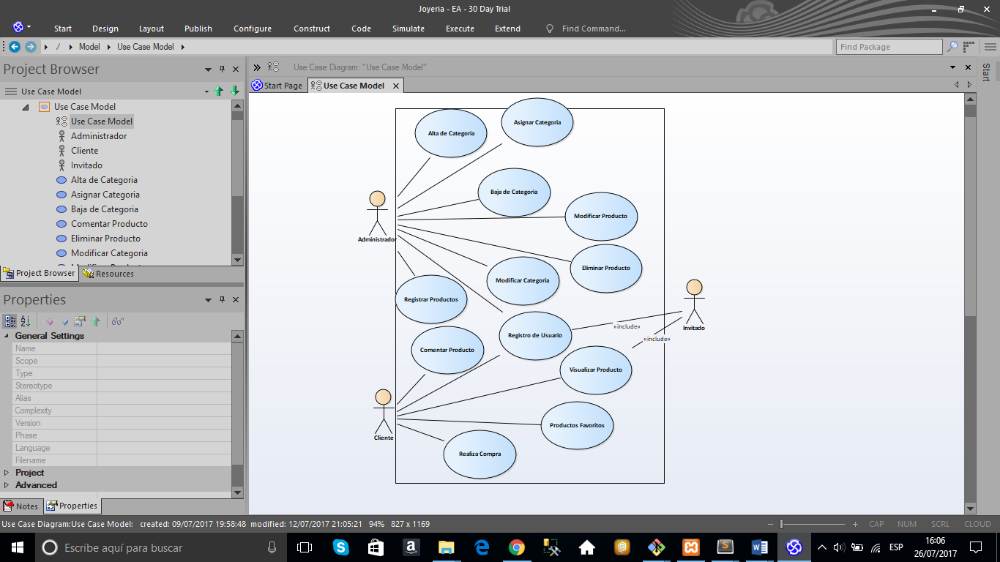 Joyeria - EA - 30 Day Trial
Start Design Layout Publish Configure Construct Code Simulate Execute Extend Find Command...
/ Model Use Case Model
Find Package
Project Browser
Use Case Model
Use Case Model
Use Case Model
Administrador
Cliente
Invitado
Alta de Categoria
Asignar Categoria
Baja de Categoria
Comentar Producto
Eliminar Producto
Modificar Categoria
Project Browser Resources
Properties
General Settings
Name
Scope
Type
Stereotype
Alias
Complexity
Version
Phase
Language
Filename
Project
Advanced
Notes Properties
Use Case Diagram: "Use Case Model"
Start Page Use Case Model
Start
Asignar Categoria
Alta de Categoria
Baja de Categoria
Modificar Producto
Administrador
Eliminar Producto
Modificar Categoria
Registrar Productos
Invitado
«include»
Registro de Usuario
«include»
Comentar Producto
Visualizar Producto
Productos Favoritos
Cliente
Realiza Compra
Use Case Diagram:Use Case Model: created: 09/07/2017 19:58:48 modified: 12/07/2017 21:05:21 94% 827 x 1169
CAP NUM SCRL CLOUD
Escribe aquí para buscar
ESP
16:06
26/07/2017